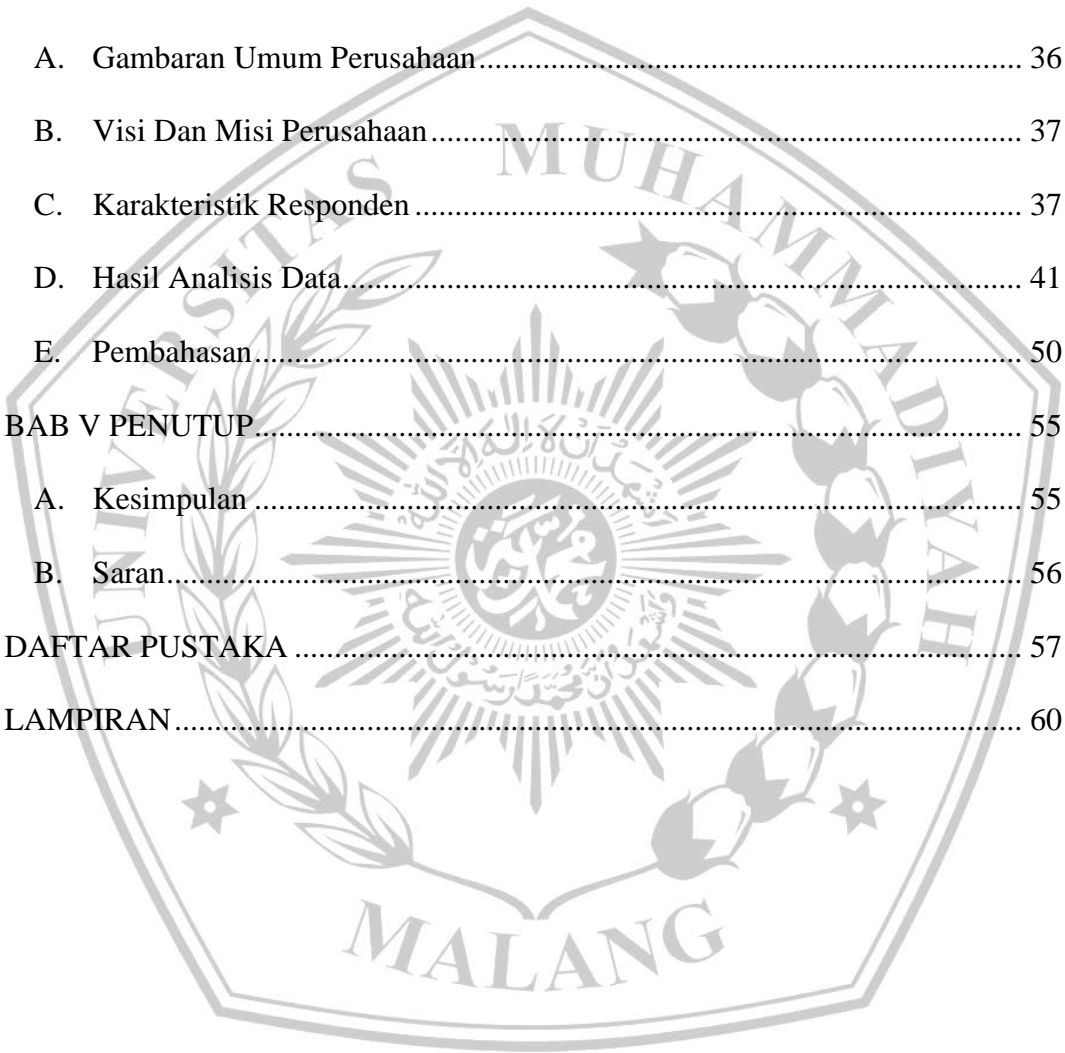 A. Gambaran Umum Perusahaan.................................................................... 36
B. Visi Dan Misi Perusahaan.......................................................................... 37
C. Karakteristik Responden ............................................................................ 37
D. Hasil Analisis Data..................................................................................... 41
E. Pembahasan................................................................................................ 50
BAB V PENUTUP................................................................................................ 55
A. Kesimpulan ................................................................................................ 55
B. Saran........................................................................................................... 56
DAFTAR PUSTAKA ........................................................................................... 57
LAMPIRAN.......................................................................................................... 60
UNIVERSITAS MUHAMMADIYAH
MALANG